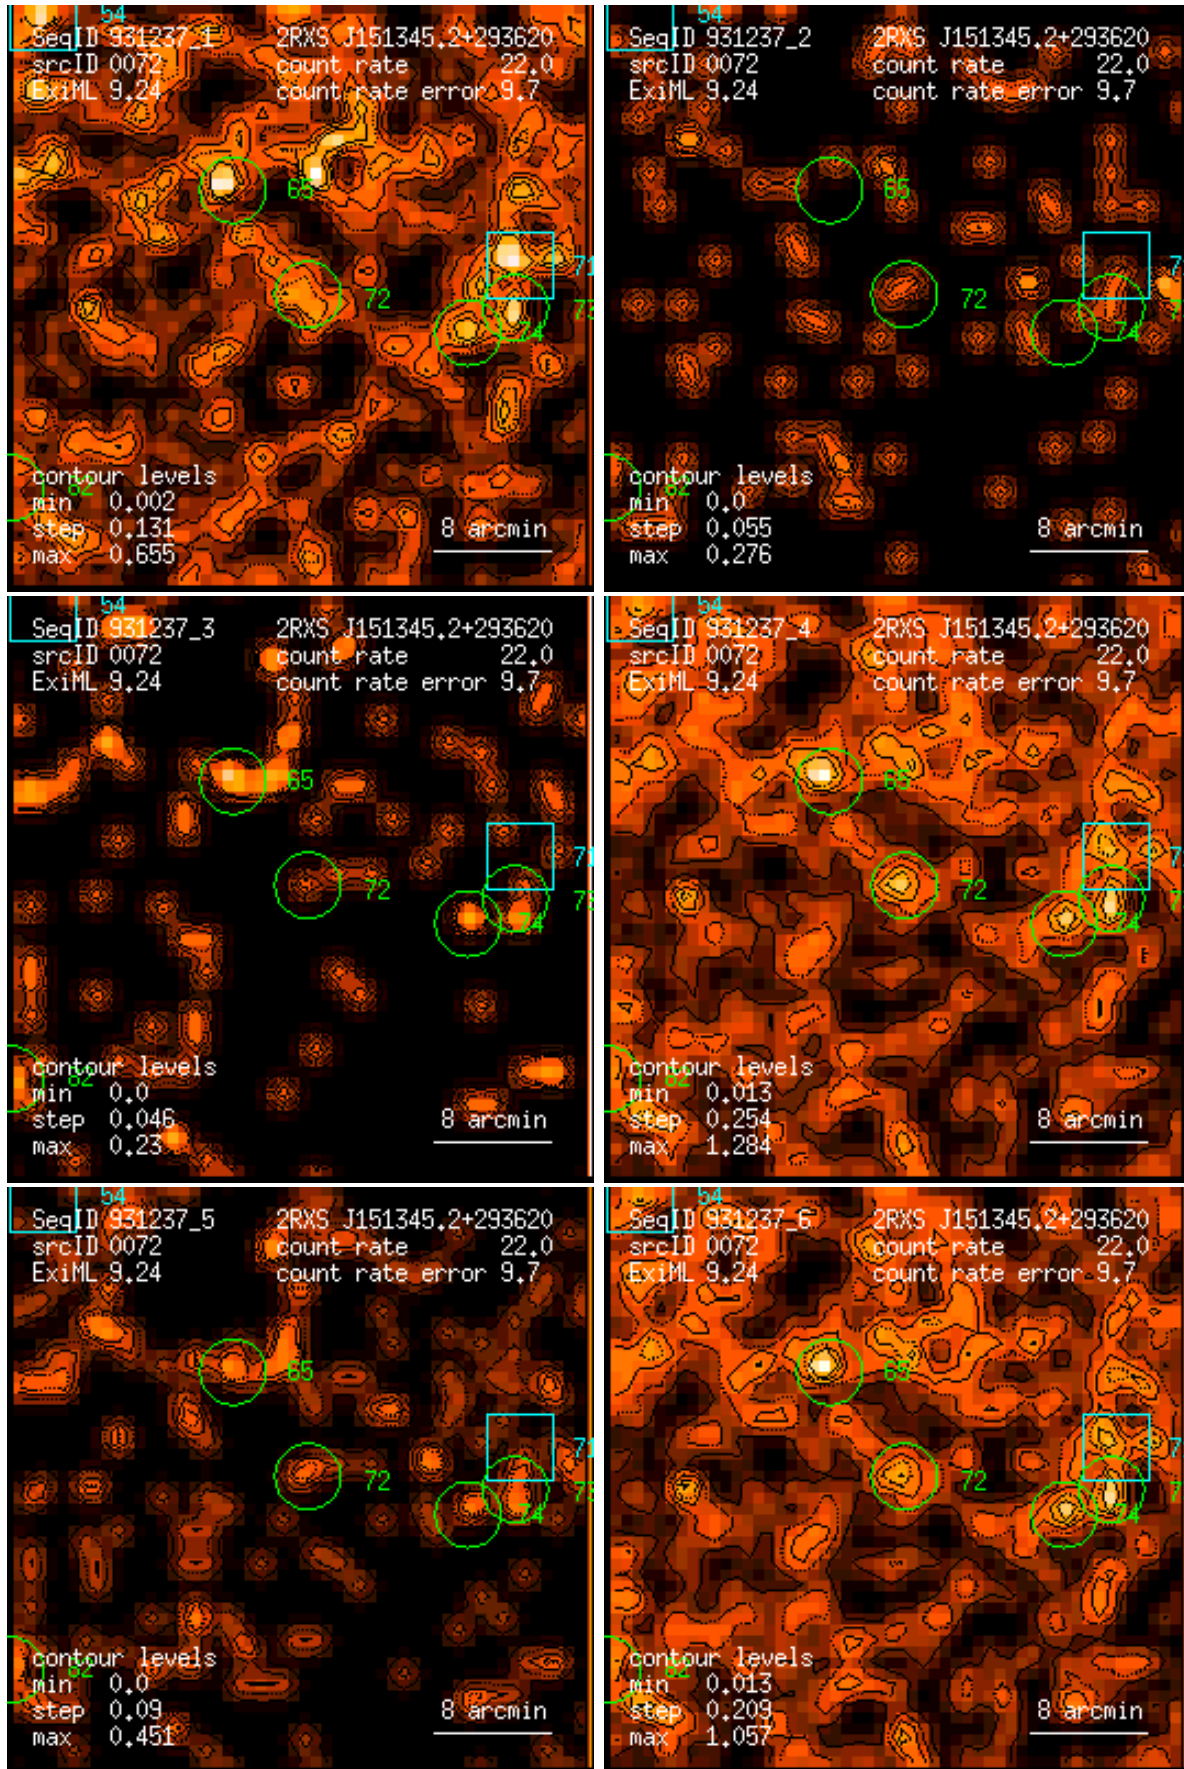 54
SeqID 931237_1 2RXS J151345.2+293620
srcID 0072 count rate 22.0
ExiML 9.24 count rate error 9.7
65
71
72
73
74
contour levels
82
min 0.002
step 0.131
max 0.655
8 arcmin
54
SeqID 931237_2 2RXS J151345.2+293620
srcID 0072 count rate 22.0
ExiML 9.24 count rate error 9.7
65
7
72
7
74
contour levels
82
min 0.0
step 0.055
max 0.276
8 arcmin
54
SeqID 931237_3 2RXS J151345.2+293620
srcID 0072 count rate 22.0
ExiML 9.24 count rate error 9.7
65
71
72
73
74
contour levels
82
min 0.0
step 0.046
max 0.23
8 arcmin
54
SeqID 931237_4 2RXS J151345.2+293620
srcID 0072 count rate 22.0
ExiML 9.24 count rate error 9.7
65
7
72
7
74
contour levels
82
min 0.013
step 0.254
max 1.284
8 arcmin
54
SeqID 931237_5 2RXS J151345.2+293620
srcID 0072 count rate 22.0
ExiML 9.24 count rate error 9.7
65
71
72
73
74
contour levels
82
min 0.0
step 0.09
max 0.451
8 arcmin
54
SeqID 931237_6 2RXS J151345.2+293620
srcID 0072 count rate 22.0
ExiML 9.24 count rate error 9.7
65
7
72
7
74
contour levels
82
min 0.013
step 0.209
max 1.057
8 arcmin